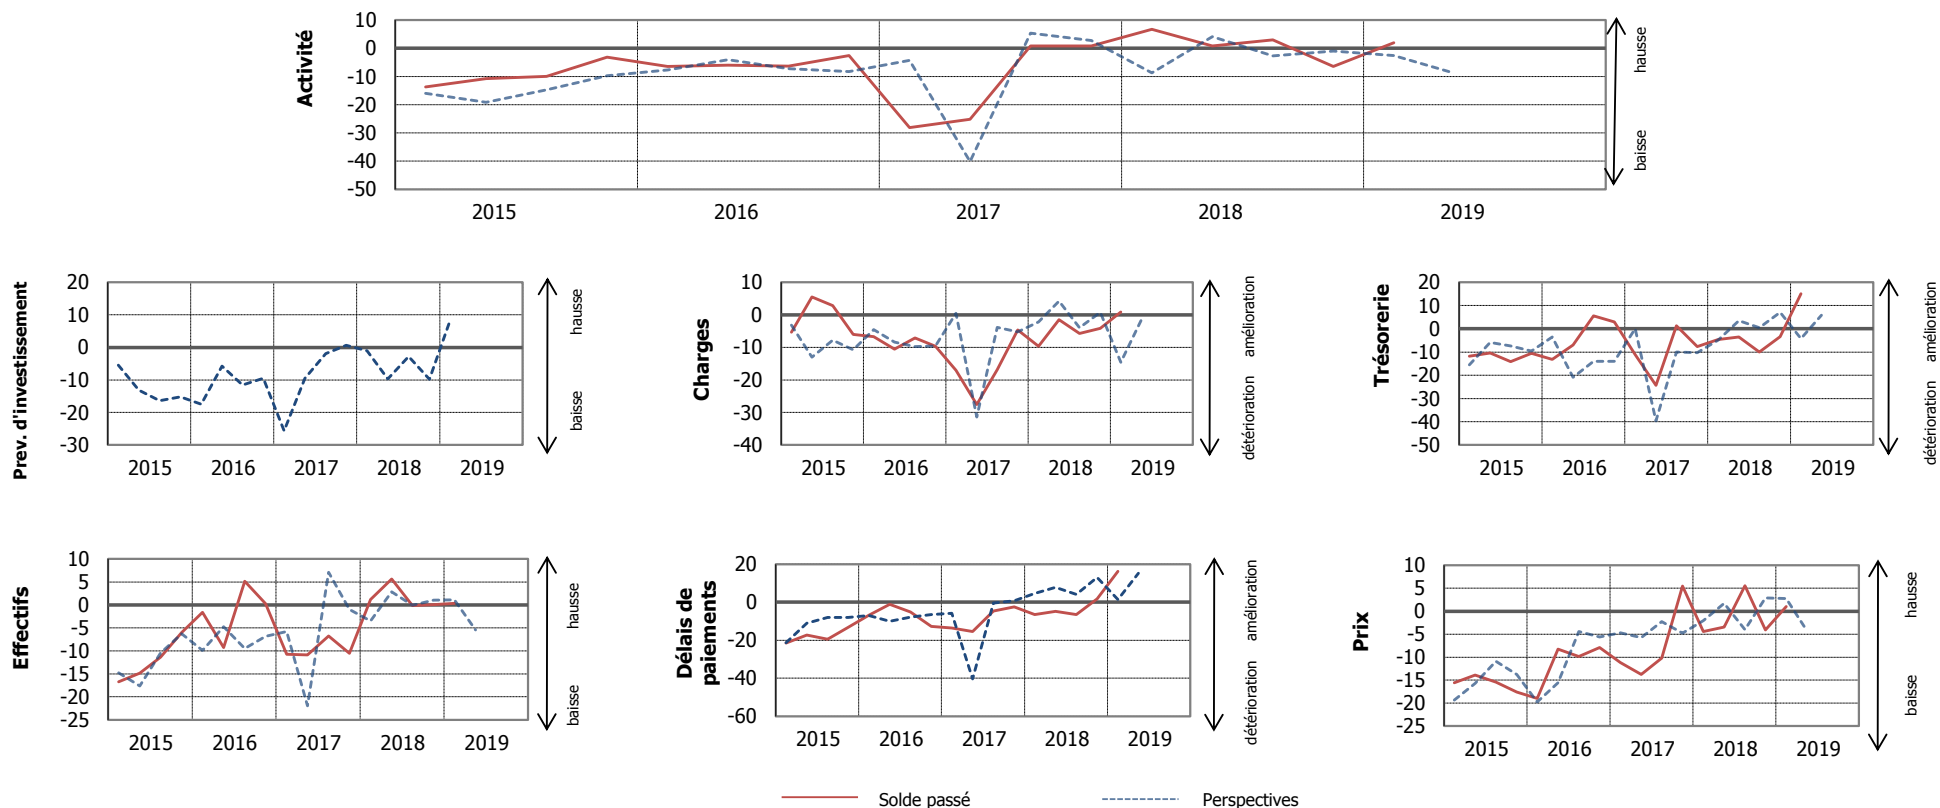 Activité
10
0
-10
-20
-30
-40
-50
2015 2016 2017 2018 2019
hausse
baisse
Prev. d'investissement
20
10
0
-10
-20
-30
2015 2016 2017 2018 2019
hausse
baisse
Charges
10
0
-10
-20
-30
-40
2015 2016 2017 2018 2019
amélioration
détérioration
Trésorerie
20
10
0
-10
-20
-30
-40
-50
2015 2016 2017 2018 2019
amélioration
détérioration
Effectifs
10
5
0
-5
-10
-15
-20
-25
2015 2016 2017 2018 2019
hausse
baisse
Délais de
paiements
20
0
-20
-40
-60
2015 2016 2017 2018 2019
amélioration
détérioration
Prix
10
5
0
-5
-10
-15
-20
-25
2015 2016 2017 2018 2019
hausse
baisse
Solde passé Perspectives